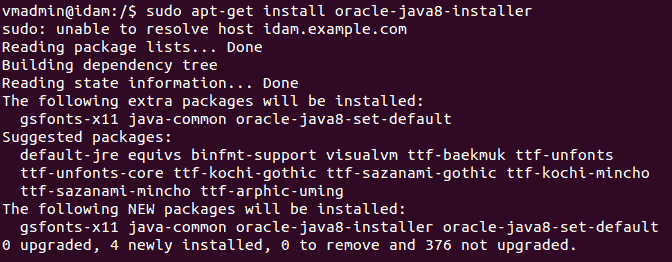 vmadmin@idam:/$ sudo apt-get install oracle-java8-installer
sudo: unable to resolve host idam.example.com
Reading package lists... Done
Building dependency tree
Reading state information... Done
The following extra packages will be installed:
  gsfonts-x11 java-common oracle-java8-set-default
Suggested packages:
  default-jre equivs binfmt-support visualvm ttf-baekmuk ttf-unfonts
  ttf-unfonts-core ttf-kochi-gothic ttf-sazanami-gothic ttf-kochi-mincho
  ttf-sazanami-mincho ttf-arphic-uming
The following NEW packages will be installed:
  gsfonts-x11 java-common oracle-java8-installer oracle-java8-set-default
0 upgraded, 4 newly installed, 0 to remove and 376 not upgraded.